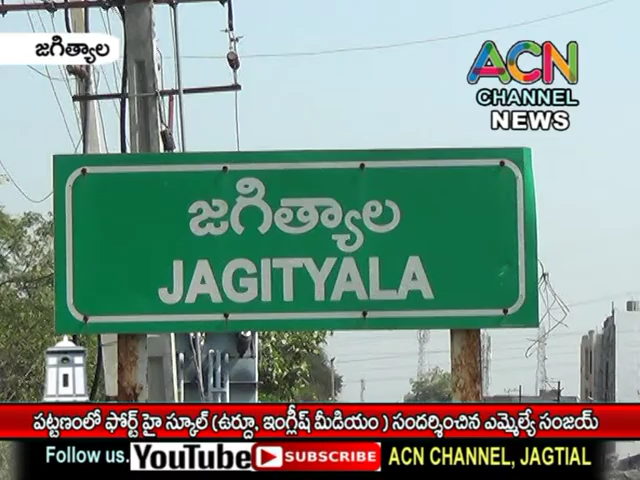 జగిత్యాల
ACN
CHANNEL
NEWS
జగిత్యాల
JAGITYALA
పట్టణంలో ఫోర్ట్ హై స్కూల్ (ఉర్దూ, ఇంగ్లీష్ మీడియం ) సందర్శించిన ఎమ్మెల్యే సంజయ్
Follow us. YouTube SUBSCRIBE ACN CHANNEL, JAGTIAL